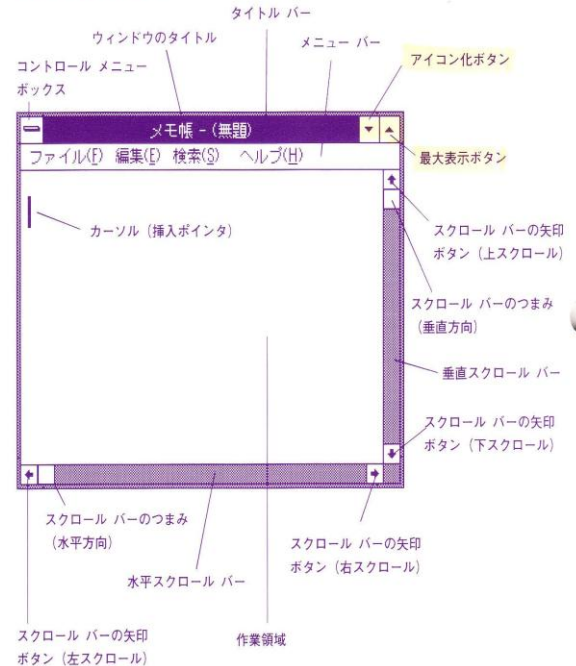 タイトル バー
ウィンドウのタイトル
メニュー バー
アイコン化ボタン
コントロール メニュー
ボックス
メモ帳 - (無題)
ファイル(F) 編集(E) 検索(S) ヘルプ(H)
最大表示ボタン
カーソル (挿入ポインタ)
スクロール バーの矢印
ボタン (上スクロール)
スクロール バーのつまみ
(垂直方向)
垂直スクロール バー
スクロール バーの矢印
ボタン (下スクロール)
スクロール バーのつまみ
(水平方向)
スクロール バーの矢印
ボタン (右スクロール)
水平スクロール バー
スクロール バーの矢印
ボタン (左スクロール)
作業領域